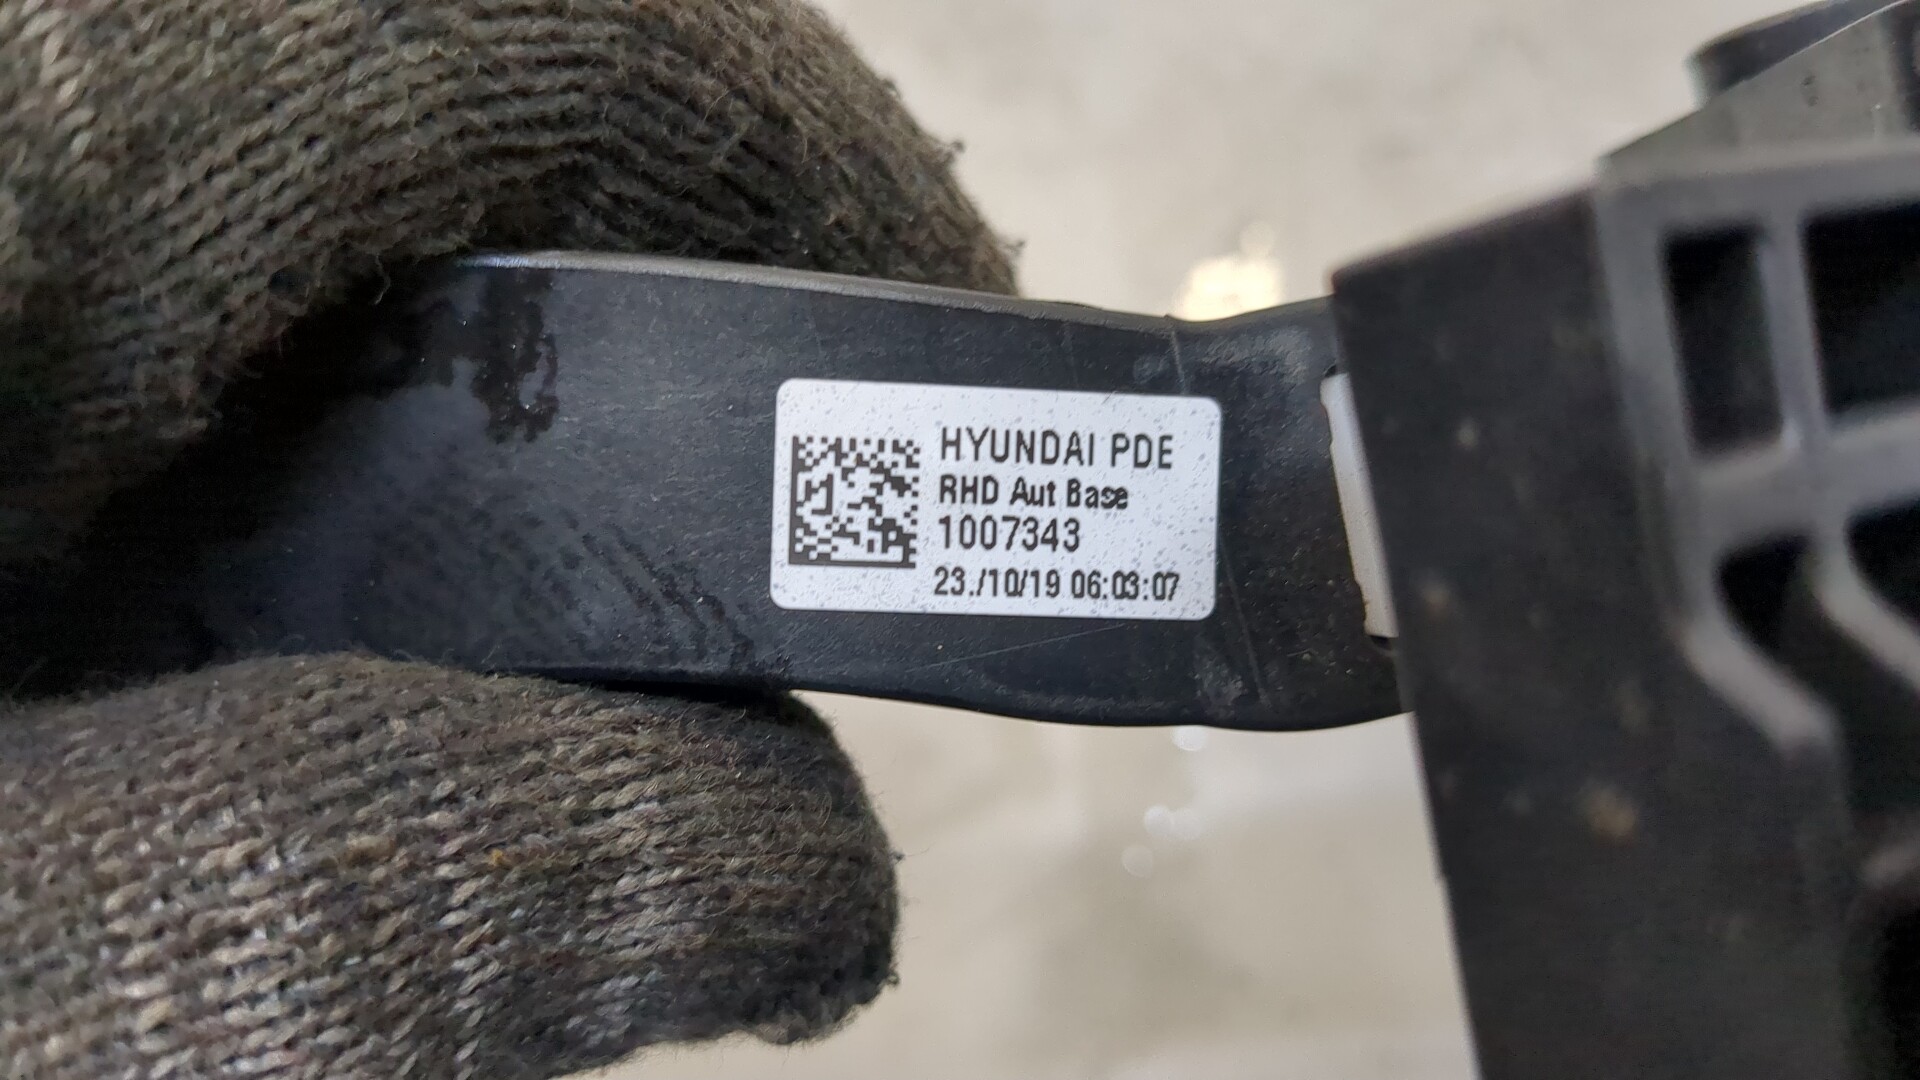 HYUNDAI PDE
RHD Aut Base
1007343
23./10/19 06:03:07